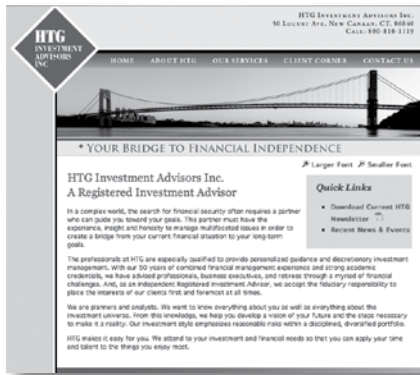 HTG INVESTMENT ADVISORS INC.
50 LOCUST AVE, NEW CANAAN, CT. 06840
CALL: 800-810-1119
HTG
INVESTMENT
ADVISORS
INC
HOME ABOUT HTG OUR SERVICES CLIENT CORNER CONTACT US
* YOUR BRIDGE TO FINANCIAL INDEPENDENCE
Larger Font Smaller Font
HTG Investment Advisors Inc.
A Registered Investment Advisor
In a complex world, the search for financial security often requires a partner
who can guide you toward your goals. This partner must have the
experience, insight and honesty to manage multifaceted issues in order to
create a bridge from your current financial situation to your long-term
goals.
Quick Links
• Download Current HTG
Newsletter
• Recent News & Events
The professionals at HTG are especially qualified to provide personalized guidance and discretionary investment
management. With our 50 years of combined financial management experience and strong academic
credentials, we have advised professionals, business executives, and retirees through a myriad of financial
challenges. And, as an independent Registered Investment Advisor, we accept the fiduciary responsibility to
place the interests of our clients first and foremost at all times.
We are planners and analysts. We want to know everything about you as well as everything about the
investment universe. From this knowledge, we help you develop a vision of your future and the steps necessary
to make it a reality. Our investment style emphasizes reasonable risks within a disciplined, diversified portfolio.
HTG makes it easy for you. We attend to your investment and financial needs so that you can apply your time
and talent to the things you enjoy most.